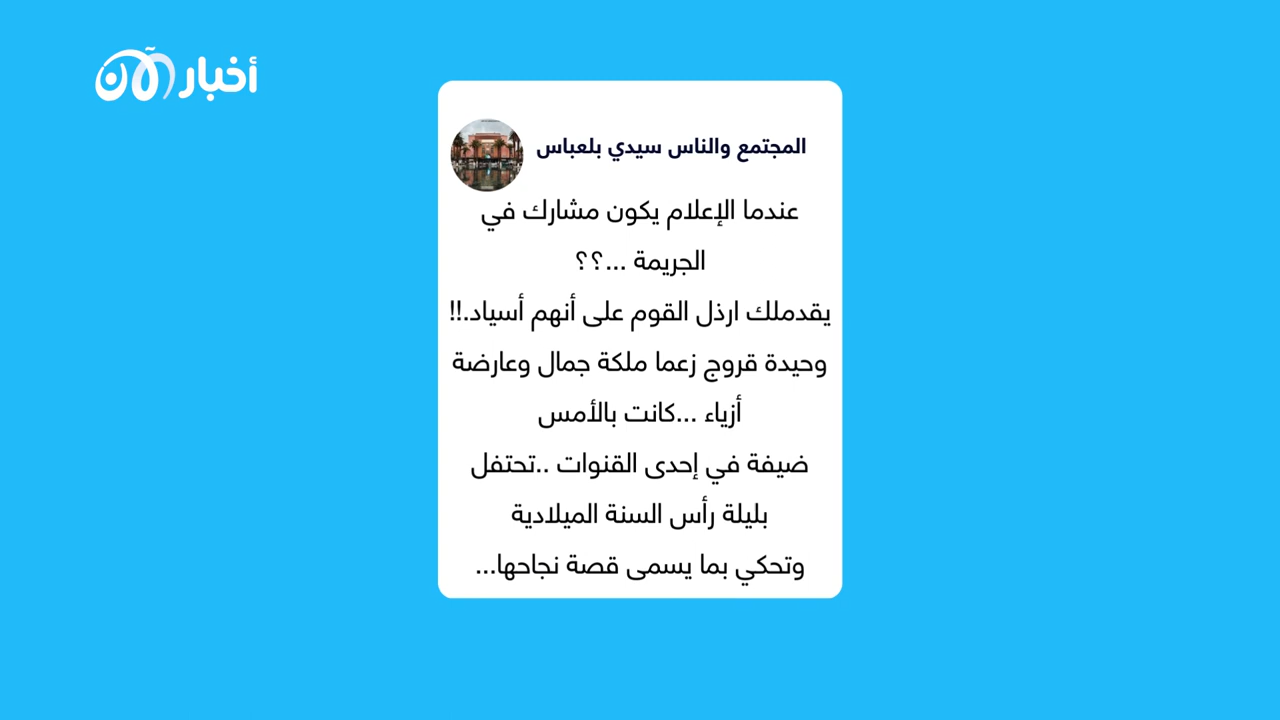 أخبار الآن
المجتمع والناس سيدي بلعباس
عندما الإعلام يكون مشارك في
الجريمة ...؟؟
يقدملك ارذل القوم على أنهم أسياد.!!
وحيدة قروج زعما ملكة جمال وعارضة
أزياء ...كانت بالأمس
ضيفة في إحدى القنوات ..تحتفل
بليلة رأس السنة الميلادية
وتحكي بما يسمى قصة نجاحها...